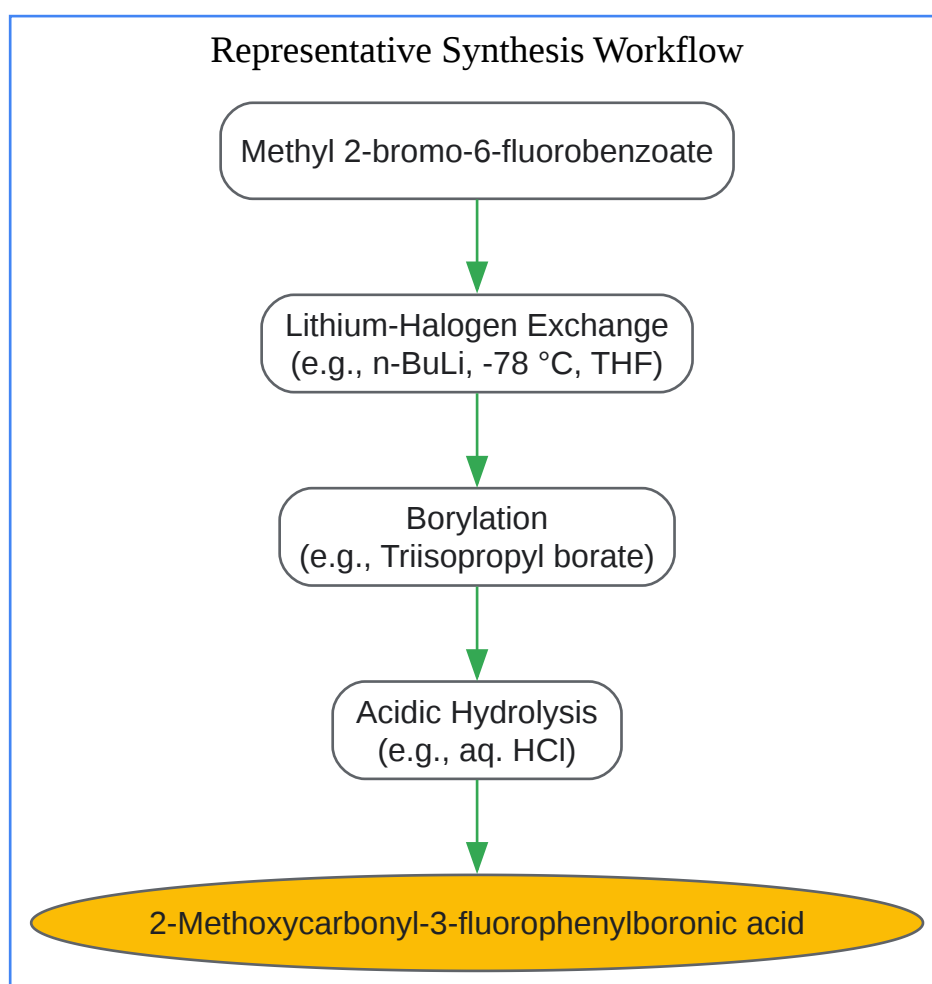 Representative Synthesis Workflow
Methyl 2-bromo-6-fluorobenzoate
Lithium-Halogen Exchange
(e.g., n-BuLi, -78 °C, THF)
Borylation
(e.g., Triisopropyl borate)
Acidic Hydrolysis
(e.g., aq. HCl)
2-Methoxycarbonyl-3-fluorophenylboronic acid